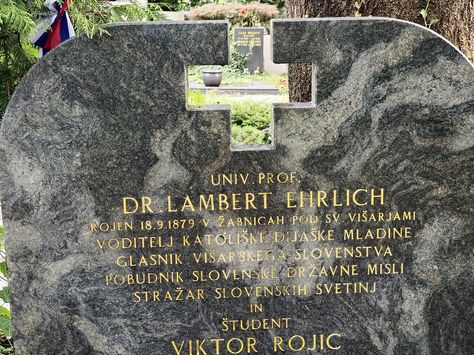 UNIV. PROF.
DR. LAMBERT EHRLICH
ROJEN 18.9.1879 V ŽABNICAH POD SV. VIŠARJAMI
VODITELJ KATOLIŠKE DIJAŠKE MLADINE
GLASNIK VIŠARSKEGA SLOVENSTVA
POBUDNIK SLOVENSKE DRŽAVNE MISLI
STRAŽAR SLOVENSKIH SVETINJ
IN
ŠTUDENT
VIKTOR ROJIC